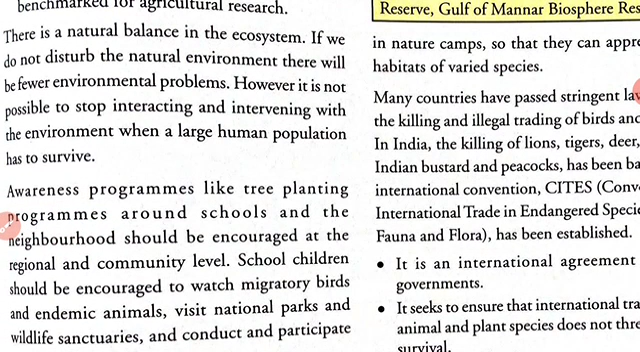 benchmarked for agricultural research.
There is a natural balance in the ecosystem. If we
do not disturb the natural environment there will
be fewer environmental problems. However it is not
possible to stop interacting and intervening with
the environment when a large human population
has to survive.
Awareness programmes like tree planting
programmes around schools and the
neighbourhood should be encouraged at the
regional and community level. School children
should be encouraged to watch migratory birds
and endemic animals, visit national parks and
wildlife sanctuaries, and conduct and participate
Reserve, Gulf of Mannar Biosphere Res
in nature camps, so that they can appre
habitats of varied species.
Many countries have passed stringent law
the killing and illegal trading of birds and
In India, the killing of lions, tigers, deer,
Indian bustard and peacocks, has been ba
international convention, CITES (Conv
International Trade in Endangered Specie
Fauna and Flora), has been established.
• It is an international agreement
governments.
• It seeks to ensure that international tra
animal and plant species does not thre
survival.